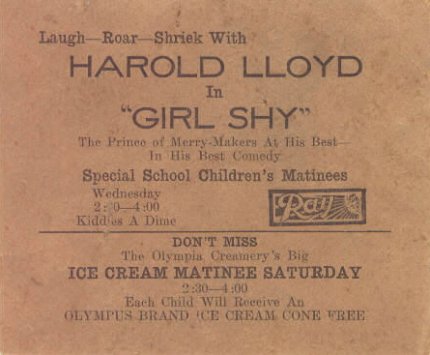 Laugh—Roar—Shriek With
HAROLD LLOYD
In
"GIRL SHY"
The Prince of Merry-Makers At His Best—
In His Best Comedy
Special School Children's Matinees
Wednesday
2:30—4:00
Kiddies A Dime
Ray
DON'T MISS
The Olympia Creamery's Big
ICE CREAM MATINEE SATURDAY
2:30—4:00
Each Child Will Receive An
OLYMPUS BRAND ICE CREAM CONE FREE